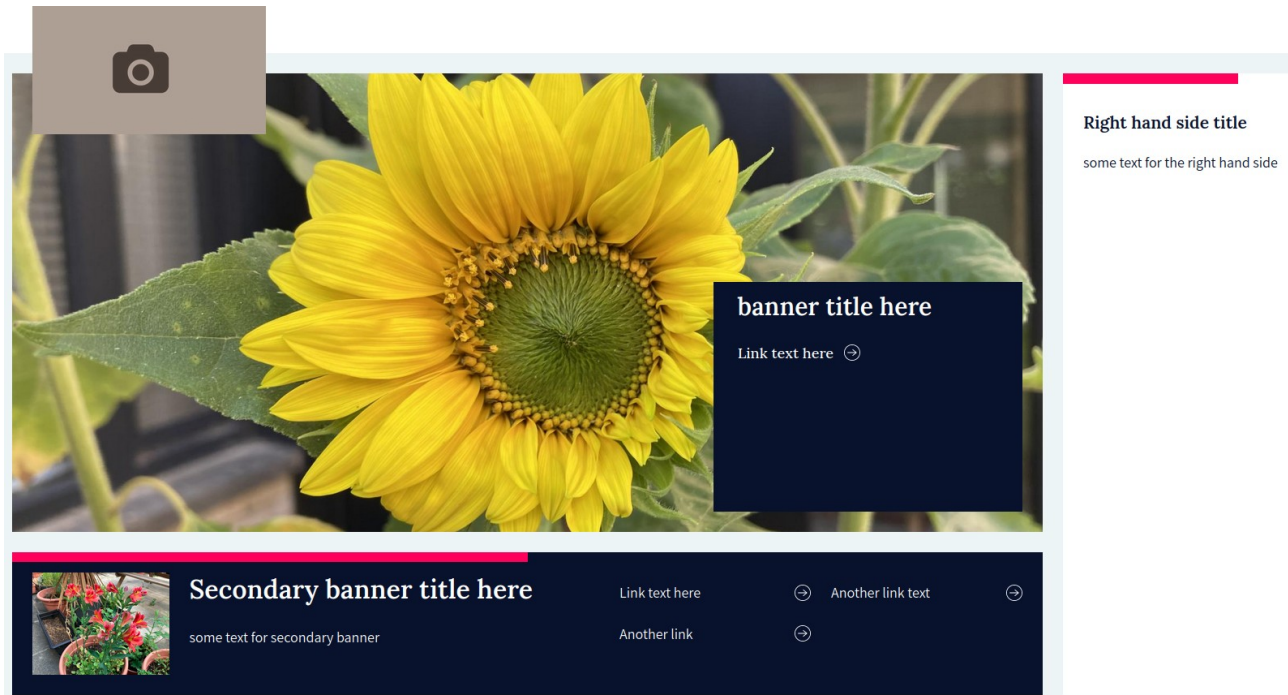 banner title here
Link text here
Secondary banner title here
some text for secondary banner
Link text here
Another link text
Another link
Right hand side title
some text for the right hand side